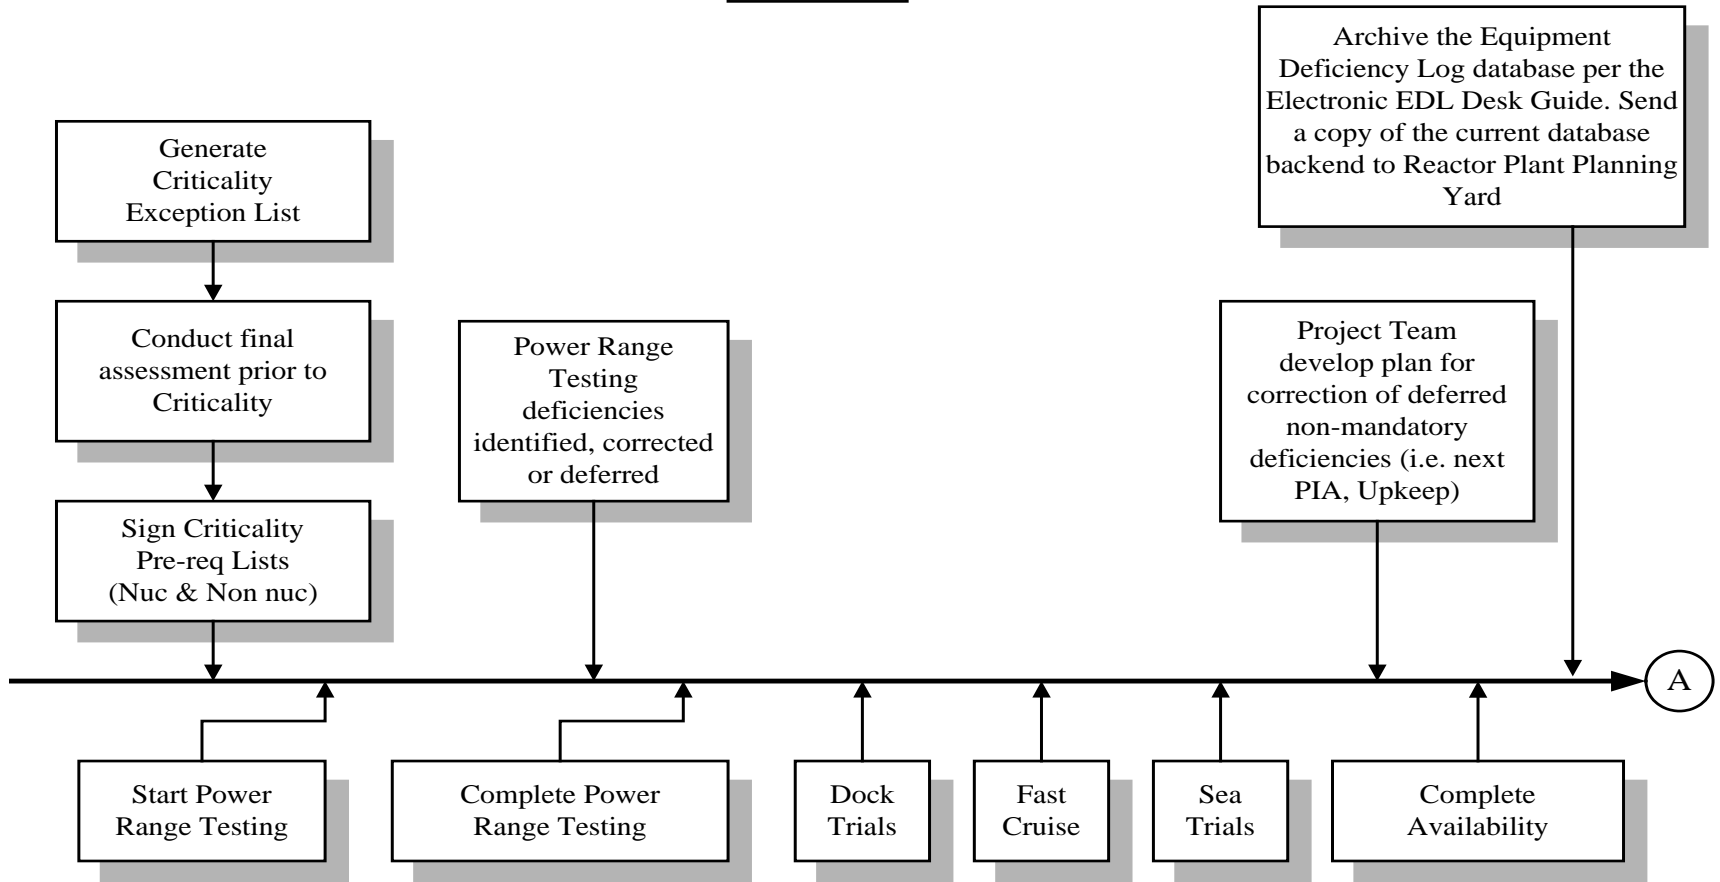 Archive the Equipment
Deficiency Log database per the
Electronic EDL Desk Guide. Send
a copy of the current database
backend to Reactor Plant Planning
Yard
Generate
Criticality
Exception List
Conduct final
assessment prior to
Criticality
Power Range
Testing
deficiencies
identified, corrected
or deferred
Project Team
develop plan for
correction of deferred
non-mandatory
deficiencies (i.e. next
PIA, Upkeep)
Sign Criticality
Pre-req Lists
(Nuc & Non nuc)
A
Start Power
Range Testing
Complete Power
Range Testing
Dock
Trials
Fast
Cruise
Sea
Trials
Complete
Availability